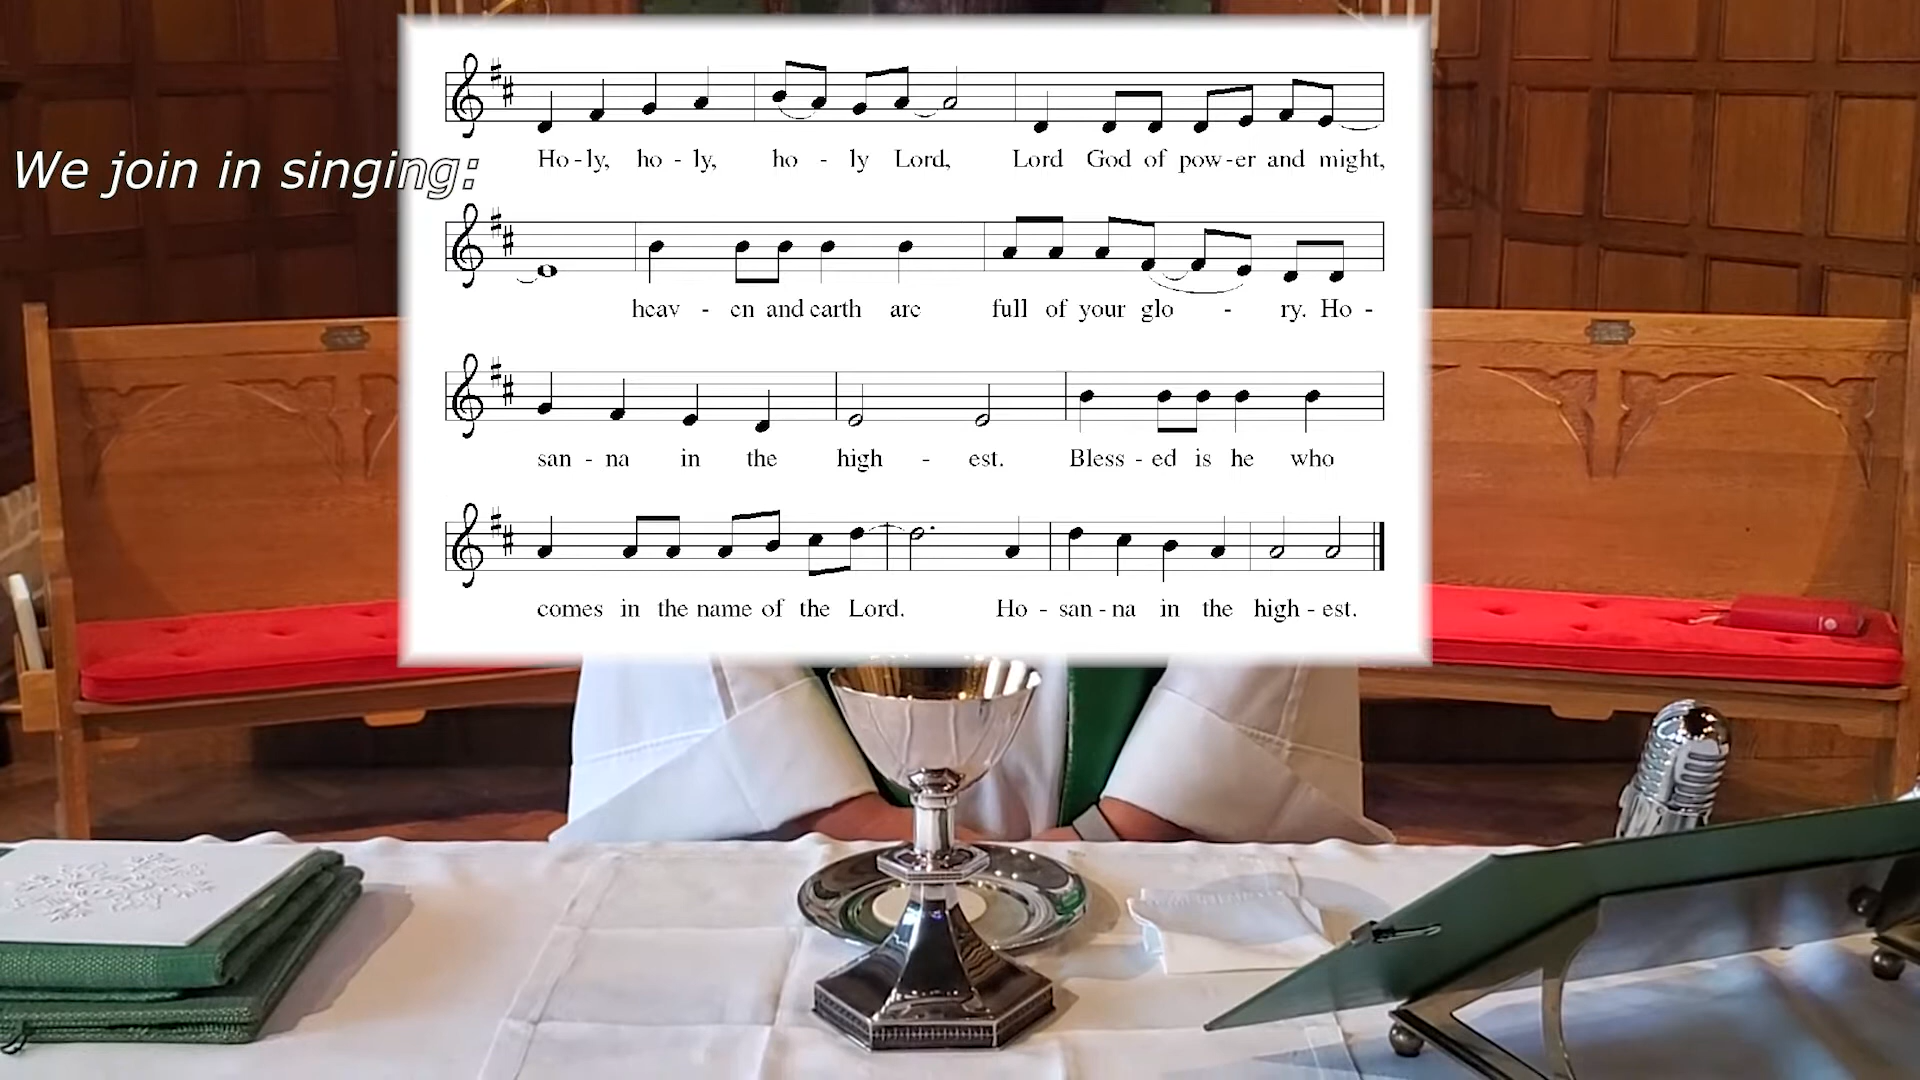 We join in singing:
Ho - ly, ho - ly, ho - ly Lord, Lord God of pow - er and might,
heav - en and earth are full of your glo - ry. Ho -
san - na in the high - est. Bless - ed is he who
comes in the name of the Lord. Ho - san - na in the high - est.